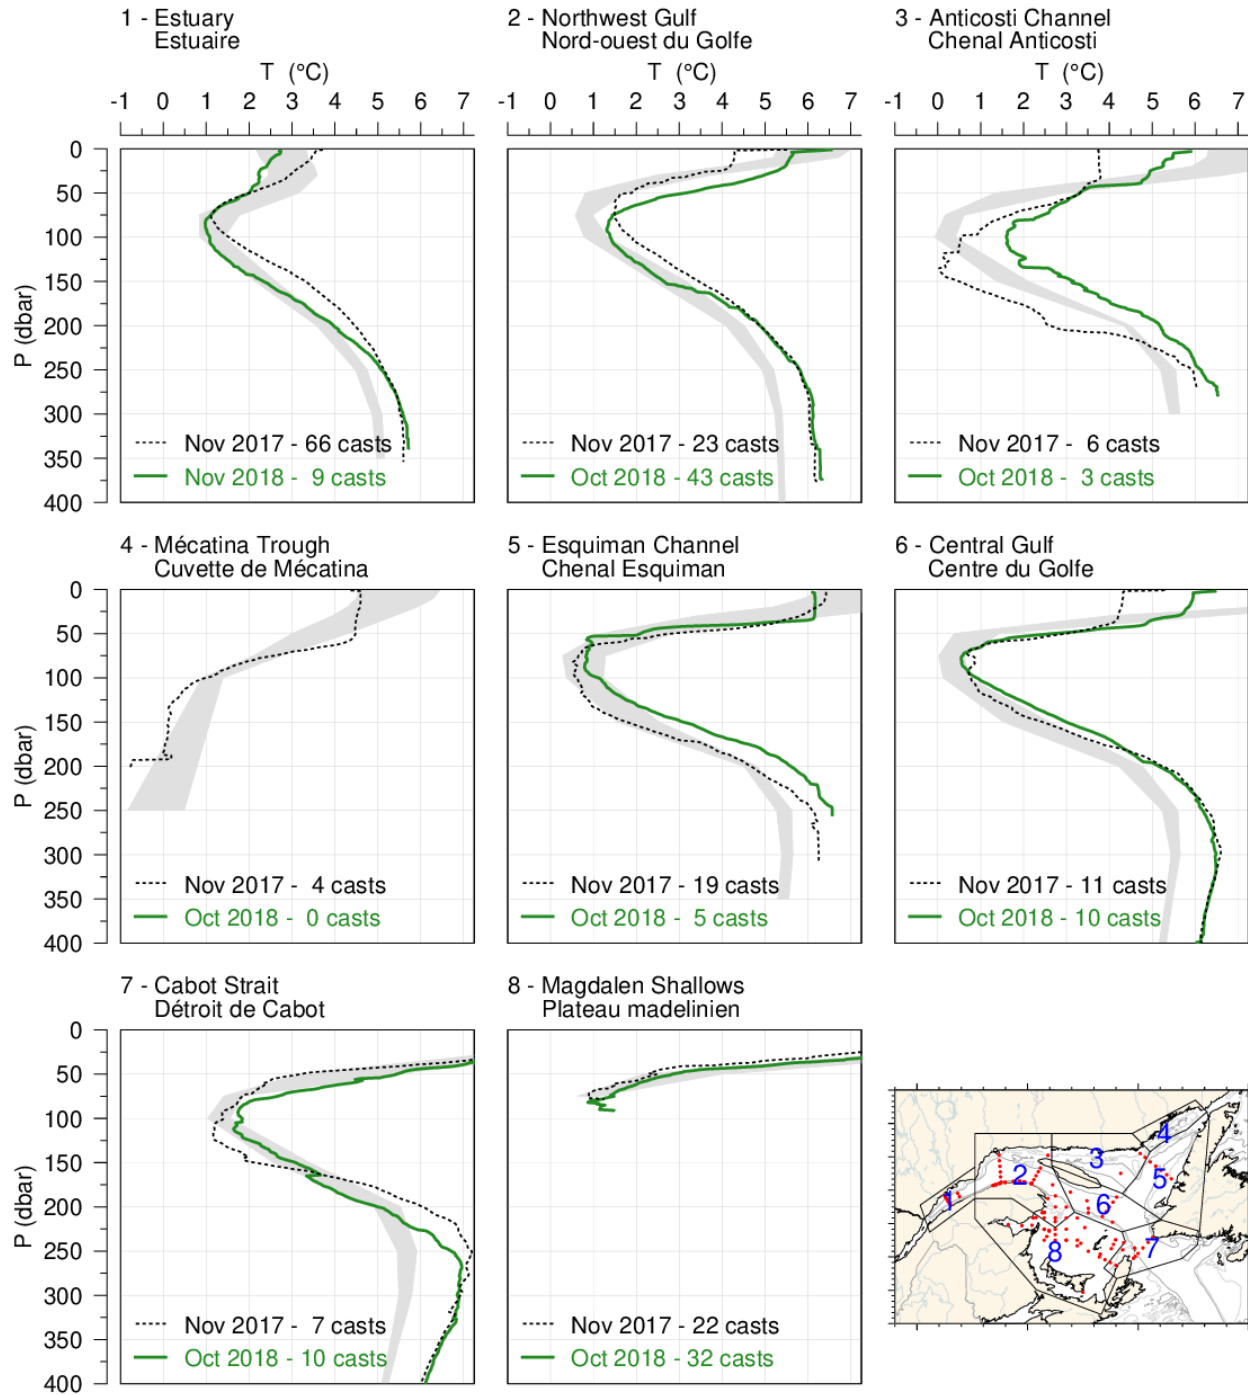 1 - Estuary
Estuaire
2 - Northwest Gulf
Nord-ouest du Golfe
3 - Anticosti Channel
Chenal Anticosti
T (°C)
T (°C)
T (°C)
-1 0 1 2 3 4 5 6 7
-1 0 1 2 3 4 5 6 7
-1 0 1 2 3 4 5 6 7
P (dbar)
0
50
100
150
200
250
300
350
400
Nov 2017 - 66 casts
Nov 2018 - 9 casts
Nov 2017 - 23 casts
Oct 2018 - 43 casts
Nov 2017 - 6 casts
Oct 2018 - 3 casts
4 - Mécatina Trough
Cuvette de Mécatina
5 - Esquiman Channel
Chenal Esquiman
6 - Central Gulf
Centre du Golfe
P (dbar)
0
50
100
150
200
250
300
350
400
Nov 2017 - 4 casts
Oct 2018 - 0 casts
Nov 2017 - 19 casts
Oct 2018 - 5 casts
Nov 2017 - 11 casts
Oct 2018 - 10 casts
7 - Cabot Strait
Détroit de Cabot
8 - Magdalen Shallows
Plateau madelinien
P (dbar)
0
50
100
150
200
250
300
350
400
Nov 2017 - 7 casts
Oct 2018 - 10 casts
Nov 2017 - 22 casts
Oct 2018 - 32 casts
4
3
2
5
1
6
8
7